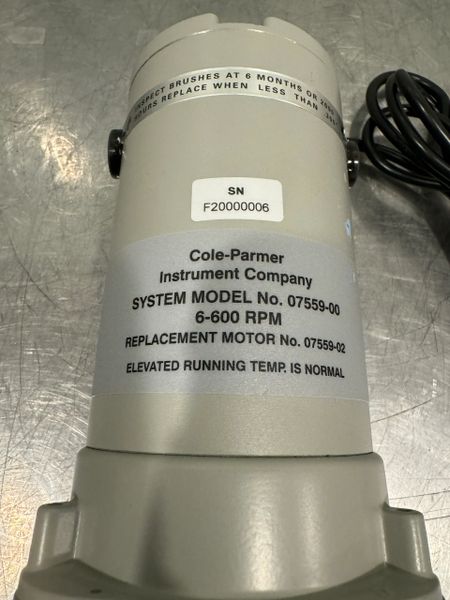 INSPECT BRUSHES AT 6 MONTHS OR
HOURS REPLACE WHEN LESS THAN
SN
F20000006
Cole-Parmer
Instrument Company
SYSTEM MODEL No. 07559-00
6-600 RPM
REPLACEMENT MOTOR No. 07559-02
ELEVATED RUNNING TEMP. IS NORMAL